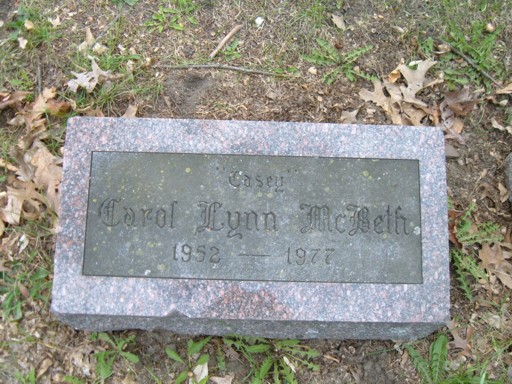 "Casey"
Carol Lynn McBeth
1952 — 1977